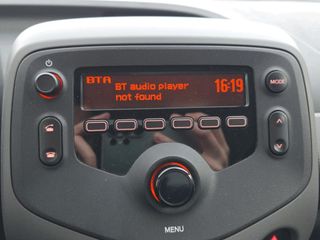 BTA
BT audio player
not found
16:19
MODE
MENU